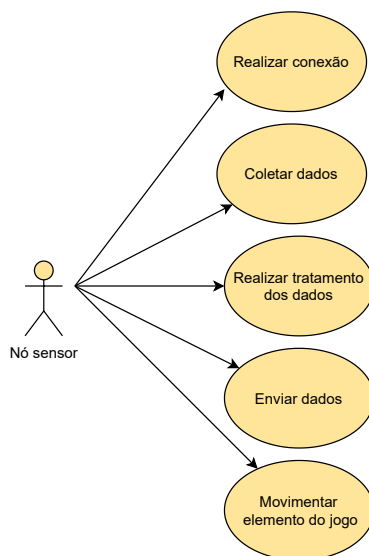 Realizar conexão
Coletar dados
Realizar tratamento
dos dados
Nó sensor
Enviar dados
Movimentar
elemento do jogo